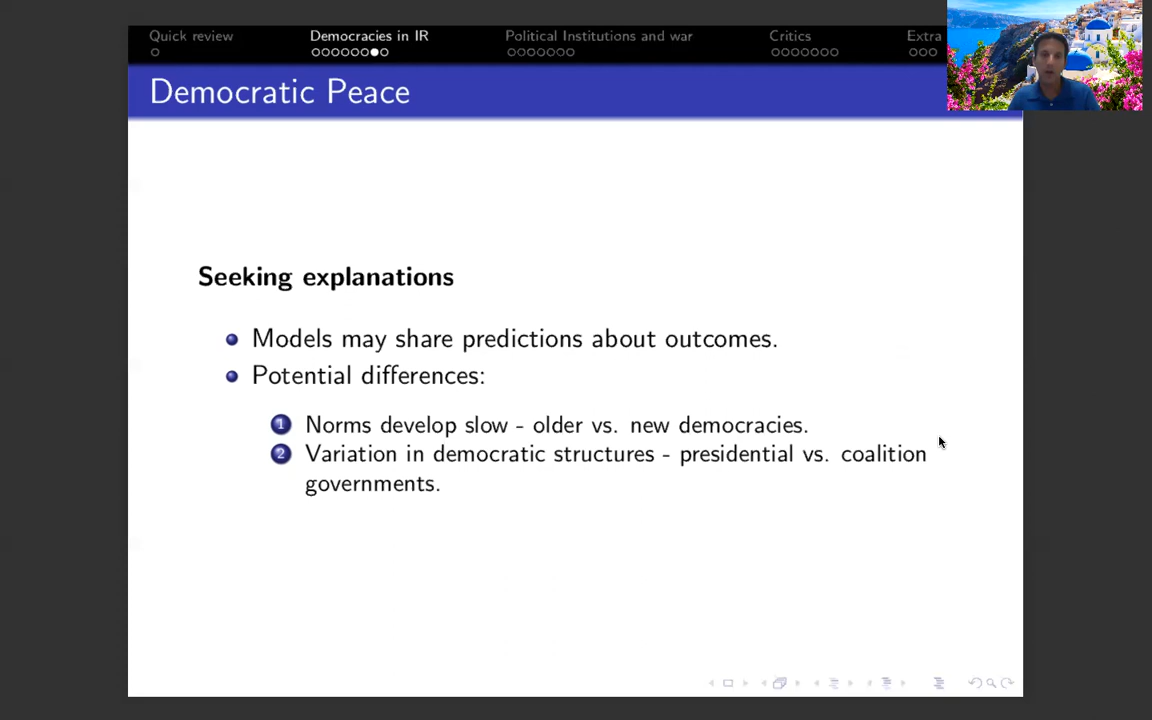 Quick review
Democracies in IR
Political Institutions and war
Critics
Extra
Democratic Peace
Seeking explanations
Models may share predictions about outcomes.
Potential differences:
1 Norms develop slow - older vs. new democracies.
2 Variation in democratic structures - presidential vs. coalition
governments.